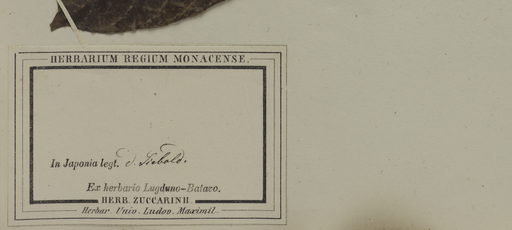 HERBARIUM REGIUM MONACENSE.
In Japonia legt. d. Siebold.
Ex herbario Lugduno-Batavo.
HERB. ZUCCARINII.
Herbar. Univ. Ludov. Maximil.